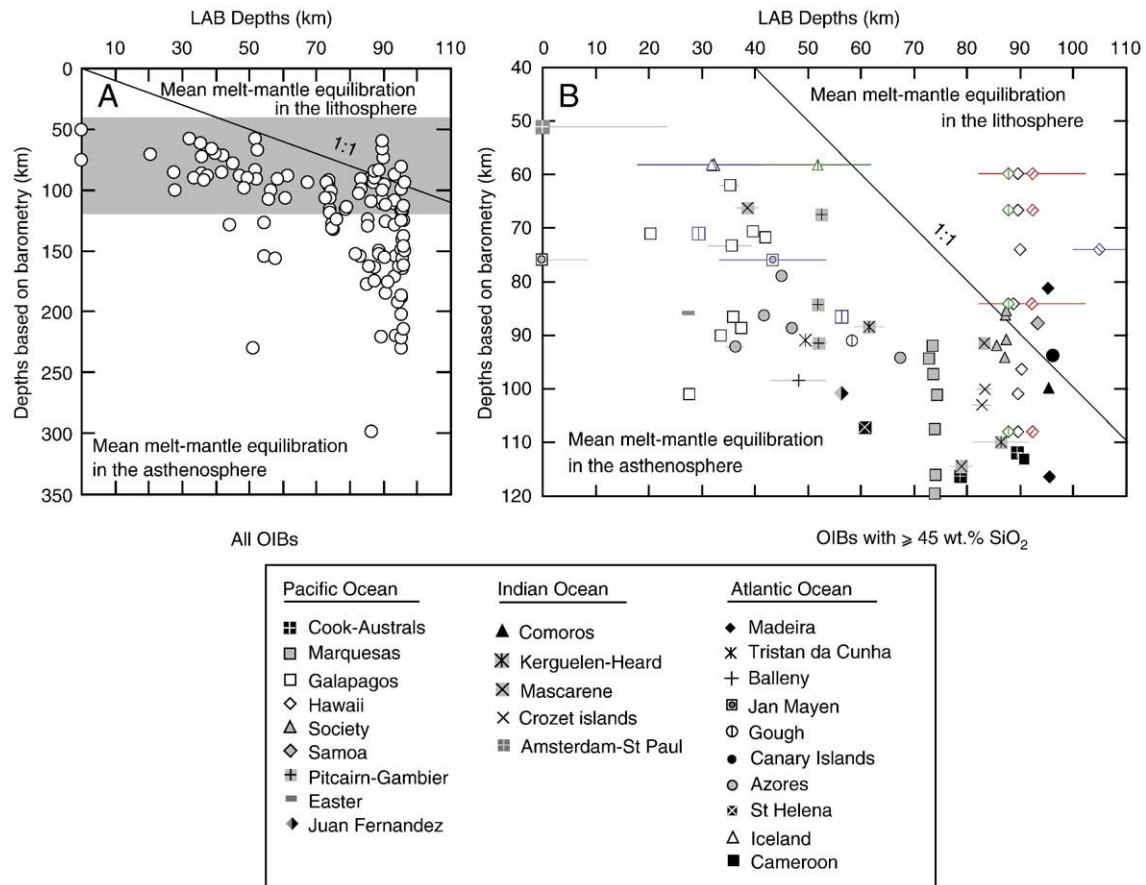 LAB Depths (km)
10 30 50 70 90 110
Depths based on barometry (km)
0
50
100
150
200
250
300
350
A
Mean melt-mantle equilibration
in the lithosphere
1:1
Mean melt-mantle equilibration
in the asthenosphere
All OIBs
LAB Depths (km)
0 10 20 30 40 50 60 70 80 90 100 110
Depths based on barometry (km)
40
50
60
70
80
90
100
110
120
B
Mean melt-mantle equilibration
in the lithosphere
1:1
Mean melt-mantle equilibration
in the asthenosphere
OIBs with ⩾ 45 wt.% SiO₂
Pacific Ocean
Cook-Australs
Marquesas
Galapagos
Hawaii
Society
Samoa
Pitcairn-Gambier
Easter
Juan Fernandez
Indian Ocean
Comoros
Kerguelen-Heard
Mascarene
Crozet islands
Amsterdam-St Paul
Atlantic Ocean
Madeira
Tristan da Cunha
Balleny
Jan Mayen
Gough
Canary Islands
Azores
St Helena
Iceland
Cameroon